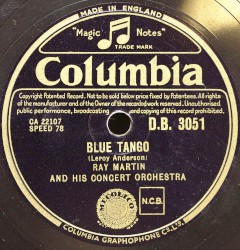 MADE IN ENGLAND
"Magic Notes"
TRADE MARK
Columbia
Copyright Protected Record. Not to be sold below price fixed by Patentees. All rights
of the manufacturer and of the Owner of the recorded work reserved. Unauthorised
public performance, broadcasting and copying of this record prohibited.
CA 22107
SPEED 78
D.B. 3051
BLUE TANGO
(Leroy Anderson)
RAY MARTIN
AND HIS CONCERT ORCHESTRA
N.C.B.
COLUMBIA GRAPHOPHONE CO. LTD.